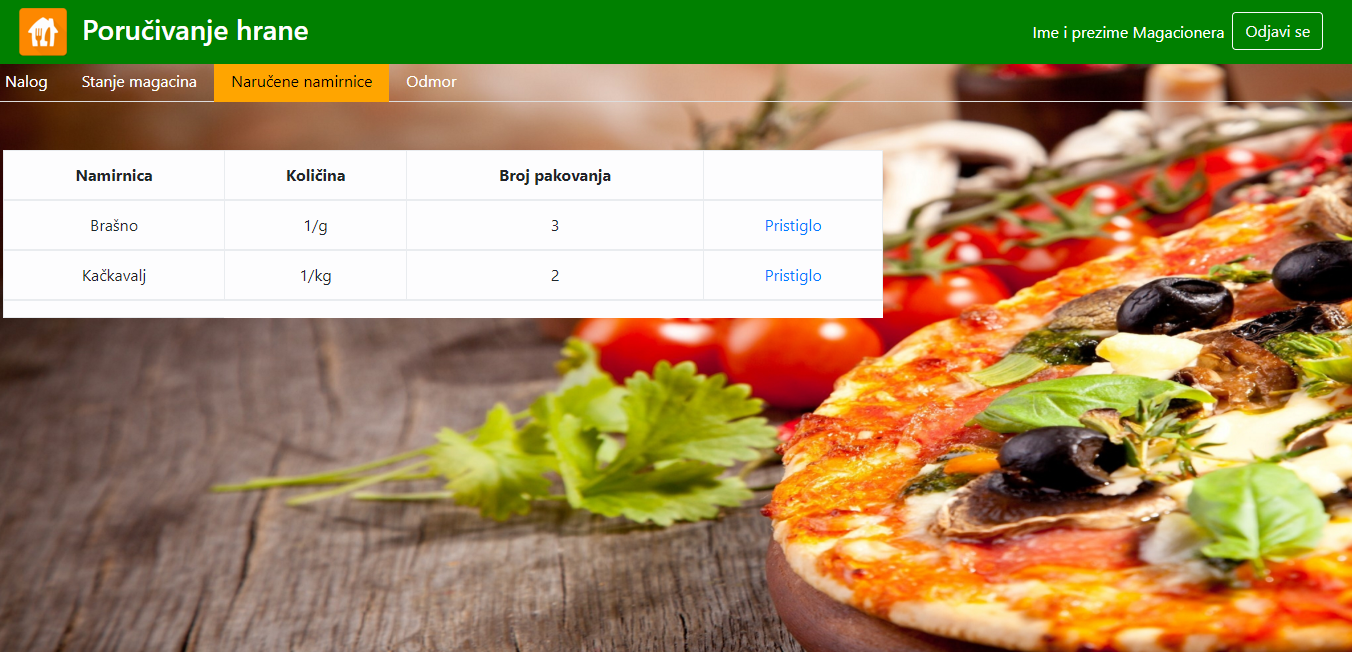 Poručivanje hrane
Ime i prezime Magacionera Odjavi se
Nalog Stanje magacina Naručene namirnice Odmor
Namirnica Količina Broj pakovanja
Brašno 1/g 3 Pristiglo
Kačkavalj 1/kg 2 Pristiglo